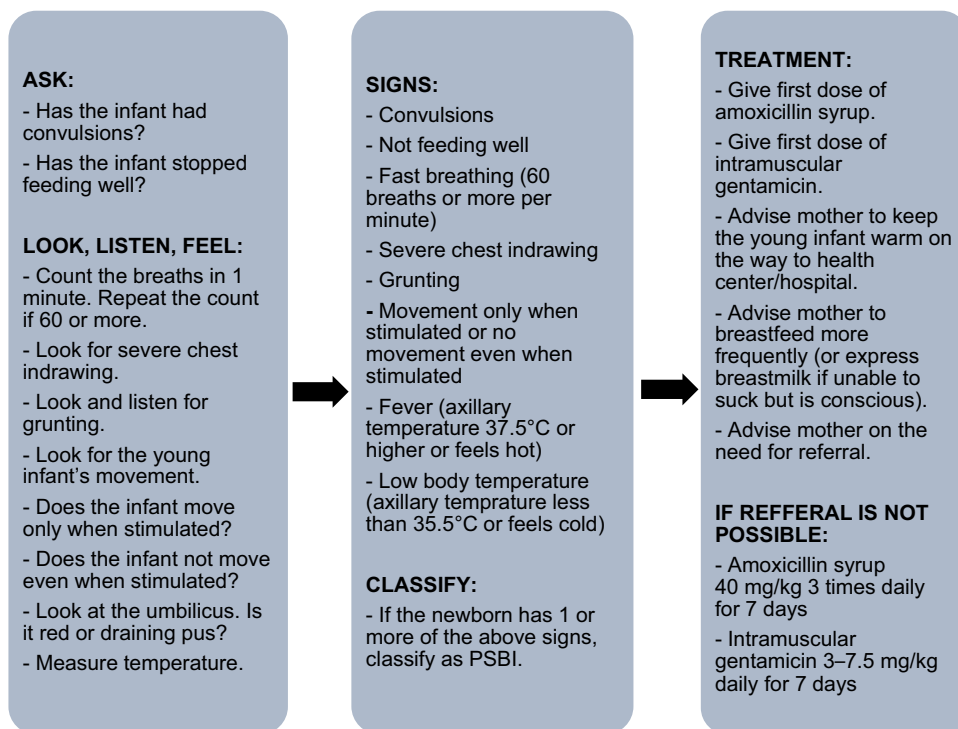 ASK:
- Has the infant had
convulsions?
- Has the infant stopped
feeding well?
LOOK, LISTEN, FEEL:
- Count the breaths in 1
minute. Repeat the count
if 60 or more.
- Look for severe chest
indrawing.
- Look and listen for
grunting.
- Look for the young
infant’s movement.
- Does the infant move
only when stimulated?
- Does the infant not move
even when stimulated?
- Look at the umbilicus. Is
it red or draining pus?
- Measure temperature.
SIGNS:
- Convulsions
- Not feeding well
- Fast breathing (60
breaths or more per
minute)
- Severe chest indrawing
- Grunting
- Movement only when
stimulated or no
movement even when
stimulated
- Fever (axillary
temperature 37.5°C or
higher or feels hot)
- Low body temperature
(axillary temprature less
than 35.5°C or feels cold)
CLASSIFY:
- If the newborn has 1 or
more of the above signs,
classify as PSBI.
TREATMENT:
- Give first dose of
amoxicillin syrup.
- Give first dose of
intramuscular
gentamicin.
- Advise mother to keep
the young infant warm on
the way to health
center/hospital.
- Advise mother to
breastfeed more
frequently (or express
breastmilk if unable to
suck but is conscious).
- Advise mother on the
need for referral.
IF REFFERAL IS NOT
POSSIBLE:
- Amoxicillin syrup
40 mg/kg 3 times daily
for 7 days
- Intramuscular
gentamicin 3–7.5 mg/kg
daily for 7 days